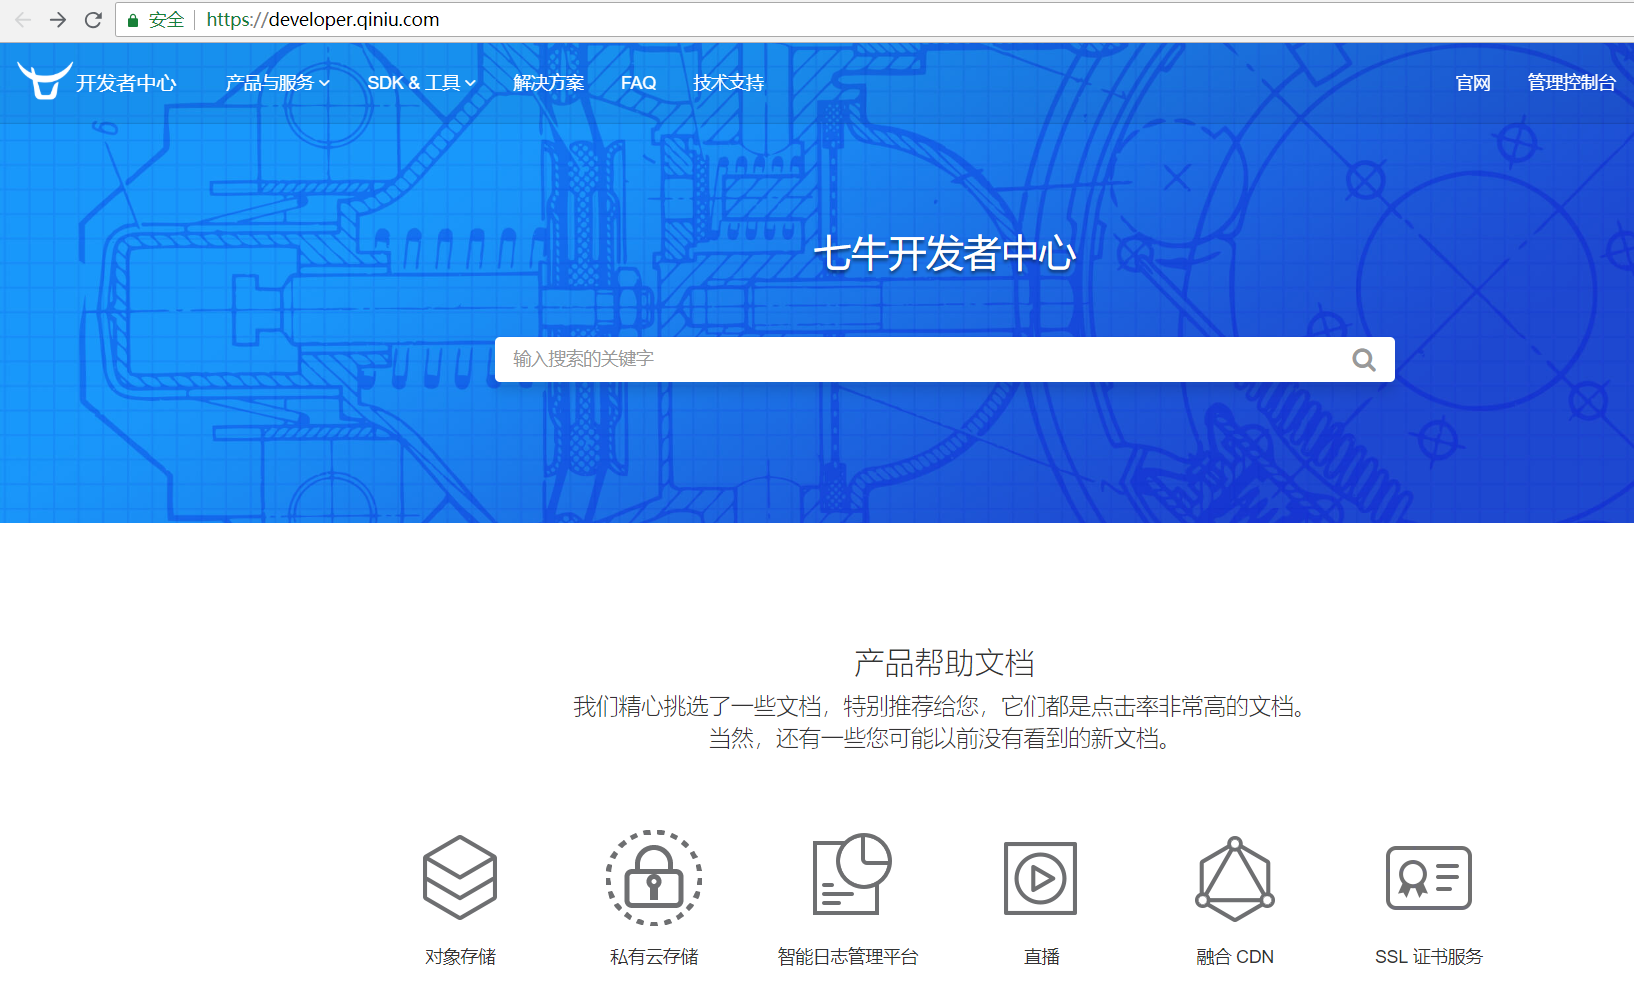 安全 https://developer.qiniu.com
开发者中心 产品与服务 SDK & 工具 解决方案 FAQ 技术支持 官网 管理控制台
七牛开发者中心
输入搜索的关键字
产品帮助文档
我们精心挑选了一些文档，特别推荐给您，它们都是点击率非常高的文档。
当然，还有一些您可能以前没有看到的新文档。
对象存储 私有云存储 智能日志管理平台 直播 融合 CDN SSL 证书服务